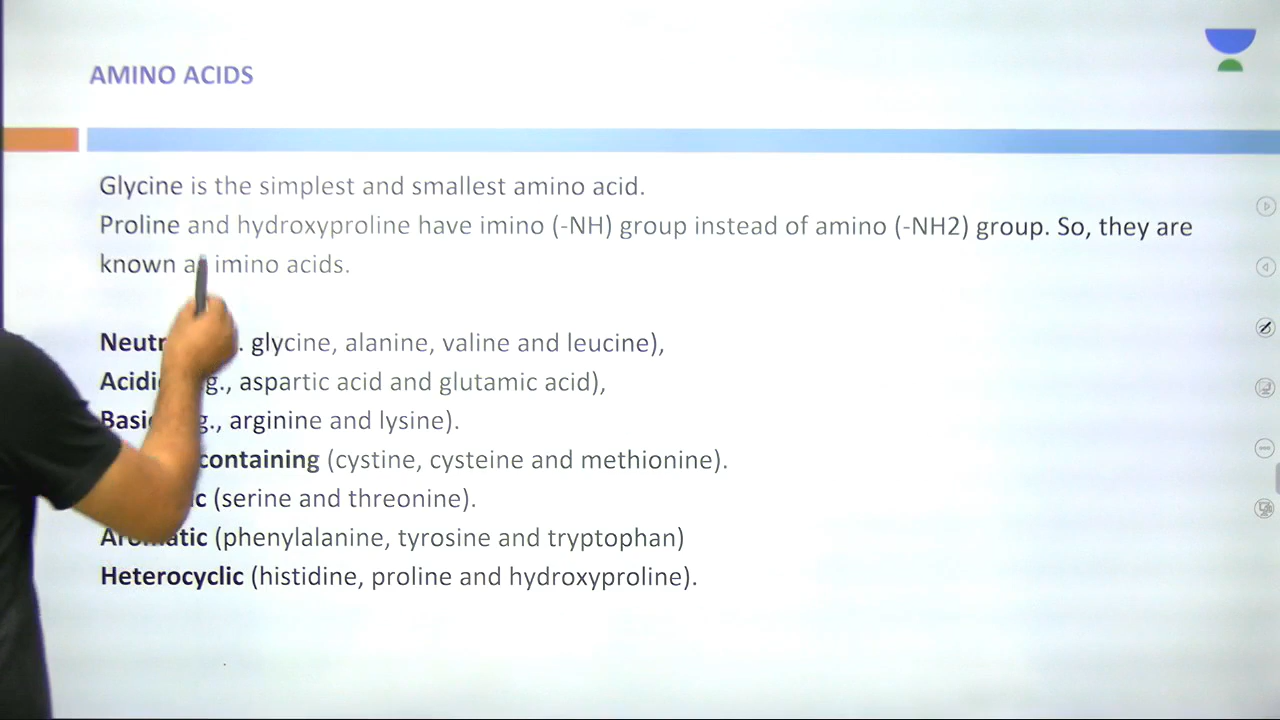 AMINO ACIDS
Glycine is the simplest and smallest amino acid.
Proline and hydroxyproline have imino (-NH) group instead of amino (-NH2) group. So, they are
known imino acids.
glycine, alanine, valine and leucine),
aspartic acid and glutamic acid),
arginine and lysine).
containing (cystine, cysteine and methionine).
(serine and threonine).
Aromatic (phenylalanine, tyrosine and tryptophan)
Heterocyclic (histidine, proline and hydroxyproline).